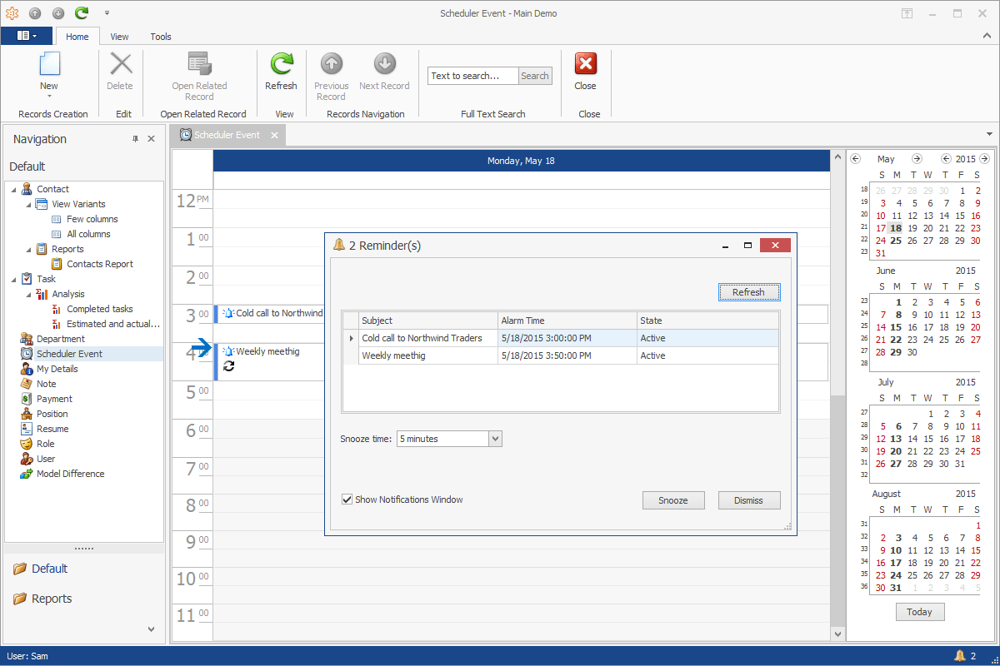 Scheduler Event - Main Demo
Home View Tools
New
Delete
Open Related Record
Refresh
Previous Record
Next Record
Text to search... Search
Close
Records Creation
Edit
Open Related Record
View
Records Navigation
Full Text Search
Close
Navigation
Default
Contact
View Variants
Few columns
All columns
Reports
Contacts Report
Task
Analysis
Completed tasks
Estimated and actual...
Department
Scheduler Event
My Details
Note
Payment
Position
Resume
Role
User
Model Difference
Default
Reports
Scheduler Event
Monday, May 18
12 PM
1 00
2 00
3 00
Cold call to Northwind
4 00
Weekly meethig
5 00
6 00
7 00
8 00
9 00
10 00
11 00
2 Reminder(s)
Refresh
Subject Alarm Time State
Cold call to Northwind Traders 5/18/2015 3:00:00 PM Active
Weekly meethig 5/18/2015 3:50:00 PM Active
Snooze time: 5 minutes
Show Notifications Window
Snooze Dismiss
May 2015
S M T W T F S
18 26 27 28 29 30 1 2
19 3 4 5 6 7 8 9
20 10 11 12 13 14 15 16
21 17 18 19 20 21 22 23
22 24 25 26 27 28 29 30
23 31
June 2015
S M T W T F S
23 1 2 3 4 5 6
24 7 8 9 10 11 12 13
25 14 15 16 17 18 19 20
26 21 22 23 24 25 26 27
27 28 29 30
28
July 2015
S M T W T F S
27 1 2 3 4
28 5 6 7 8 9 10 11
29 12 13 14 15 16 17 18
30 19 20 21 22 23 24 25
31 26 27 28 29 30 31
32
August 2015
S M T W T F S
31 1
32 2 3 4 5 6 7 8
33 9 10 11 12 13 14 15
34 16 17 18 19 20 21 22
35 23 24 25 26 27 28 29
36 30 31 1 2 3 4 5
Today
User: Sam
2